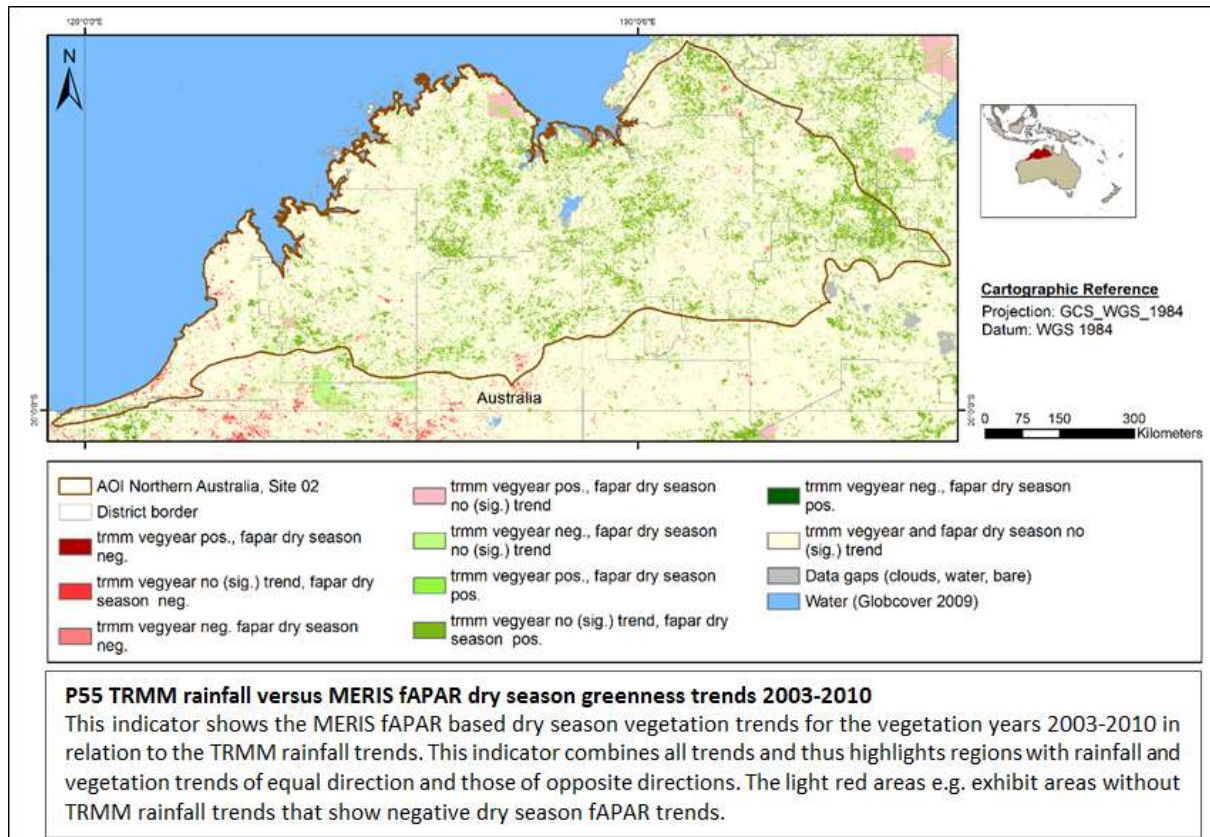 120°0'0"E
130°0'0"E
N
Australia
20°0'0"S
20°0'0"S
Cartographic Reference
Projection: GCS_WGS_1984
Datum: WGS 1984
0 75 150 300
Kilometers
AOI Northern Australia, Site 02
District border
trmm vegyear pos., fapar dry season
neg.
trmm vegyear no (sig.) trend, fapar dry
season neg.
trmm vegyear neg. fapar dry season
neg.
trmm vegyear pos., fapar dry season
no (sig.) trend
trmm vegyear neg., fapar dry season
no (sig.) trend
trmm vegyear pos., fapar dry season
pos.
trmm vegyear no (sig.) trend, fapar dry
season pos.
trmm vegyear neg., fapar dry season
pos.
trmm vegyear and fapar dry season no
(sig.) trend
Data gaps (clouds, water, bare)
Water (Globcover 2009)
P55 TRMM rainfall versus MERIS fAPAR dry season greenness trends 2003-2010
This indicator shows the MERIS fAPAR based dry season vegetation trends for the vegetation years 2003-2010 in
relation to the TRMM rainfall trends. This indicator combines all trends and thus highlights regions with rainfall and
vegetation trends of equal direction and those of opposite directions. The light red areas e.g. exhibit areas without
TRMM rainfall trends that show negative dry season fAPAR trends.